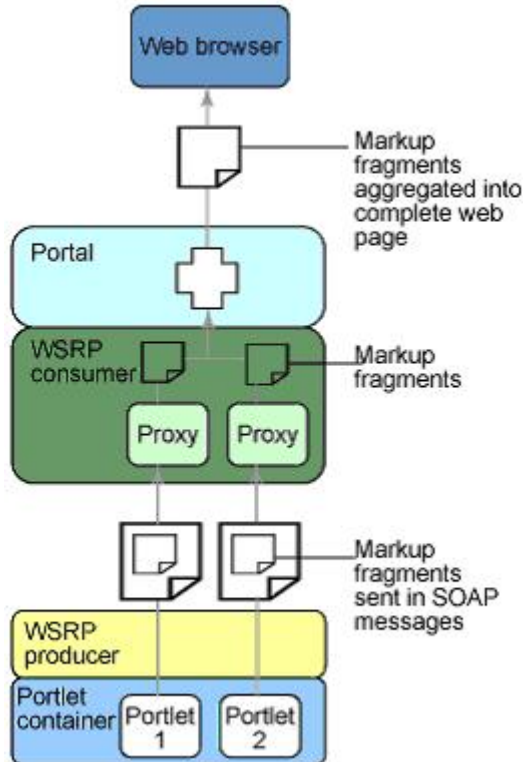 Web browser
Markup
fragments
aggregated into
complete web
page
Portal
WSRP
consumer
Markup
fragments
Proxy
Proxy
Markup
fragments
sent in SOAP
messages
WSRP
producer
Portlet
container
Portlet
1
Portlet
2